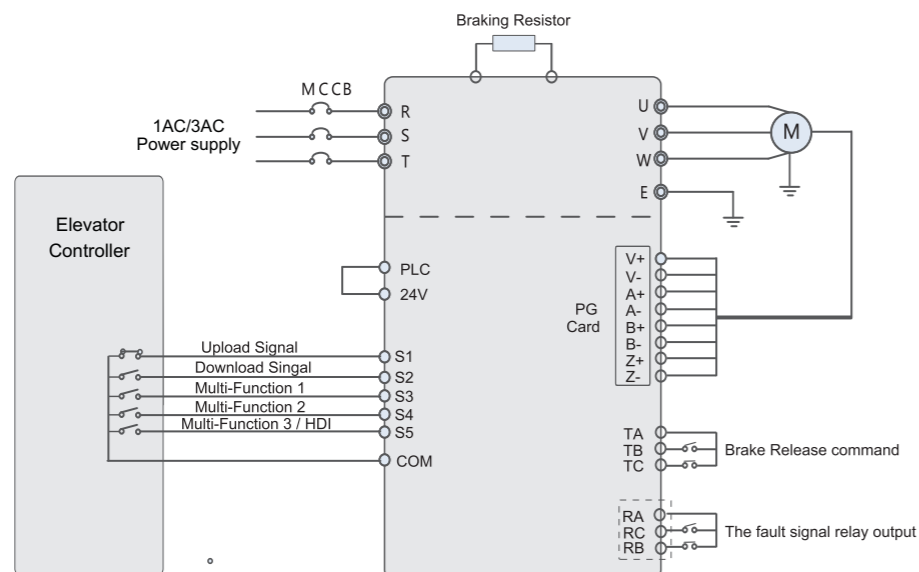 Braking Resistor
MCCB
1AC/3AC
Power supply
R
S
T
U
V
W
E
M
Elevator
Controller
PLC
24V
PG
Card
V+
V-
A+
A-
B+
B-
Z+
Z-
Upload Signal
S1
Download Singal
S2
Multi-Function 1
S3
Multi-Function 2
S4
Multi-Function 3 / HDI
S5
COM
TA
TB
TC
Brake Release command
RA
RC
RB
The fault signal relay output